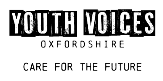 YOUTH VOICES
OXFORDSHIRE
CARE FOR THE FUTURE